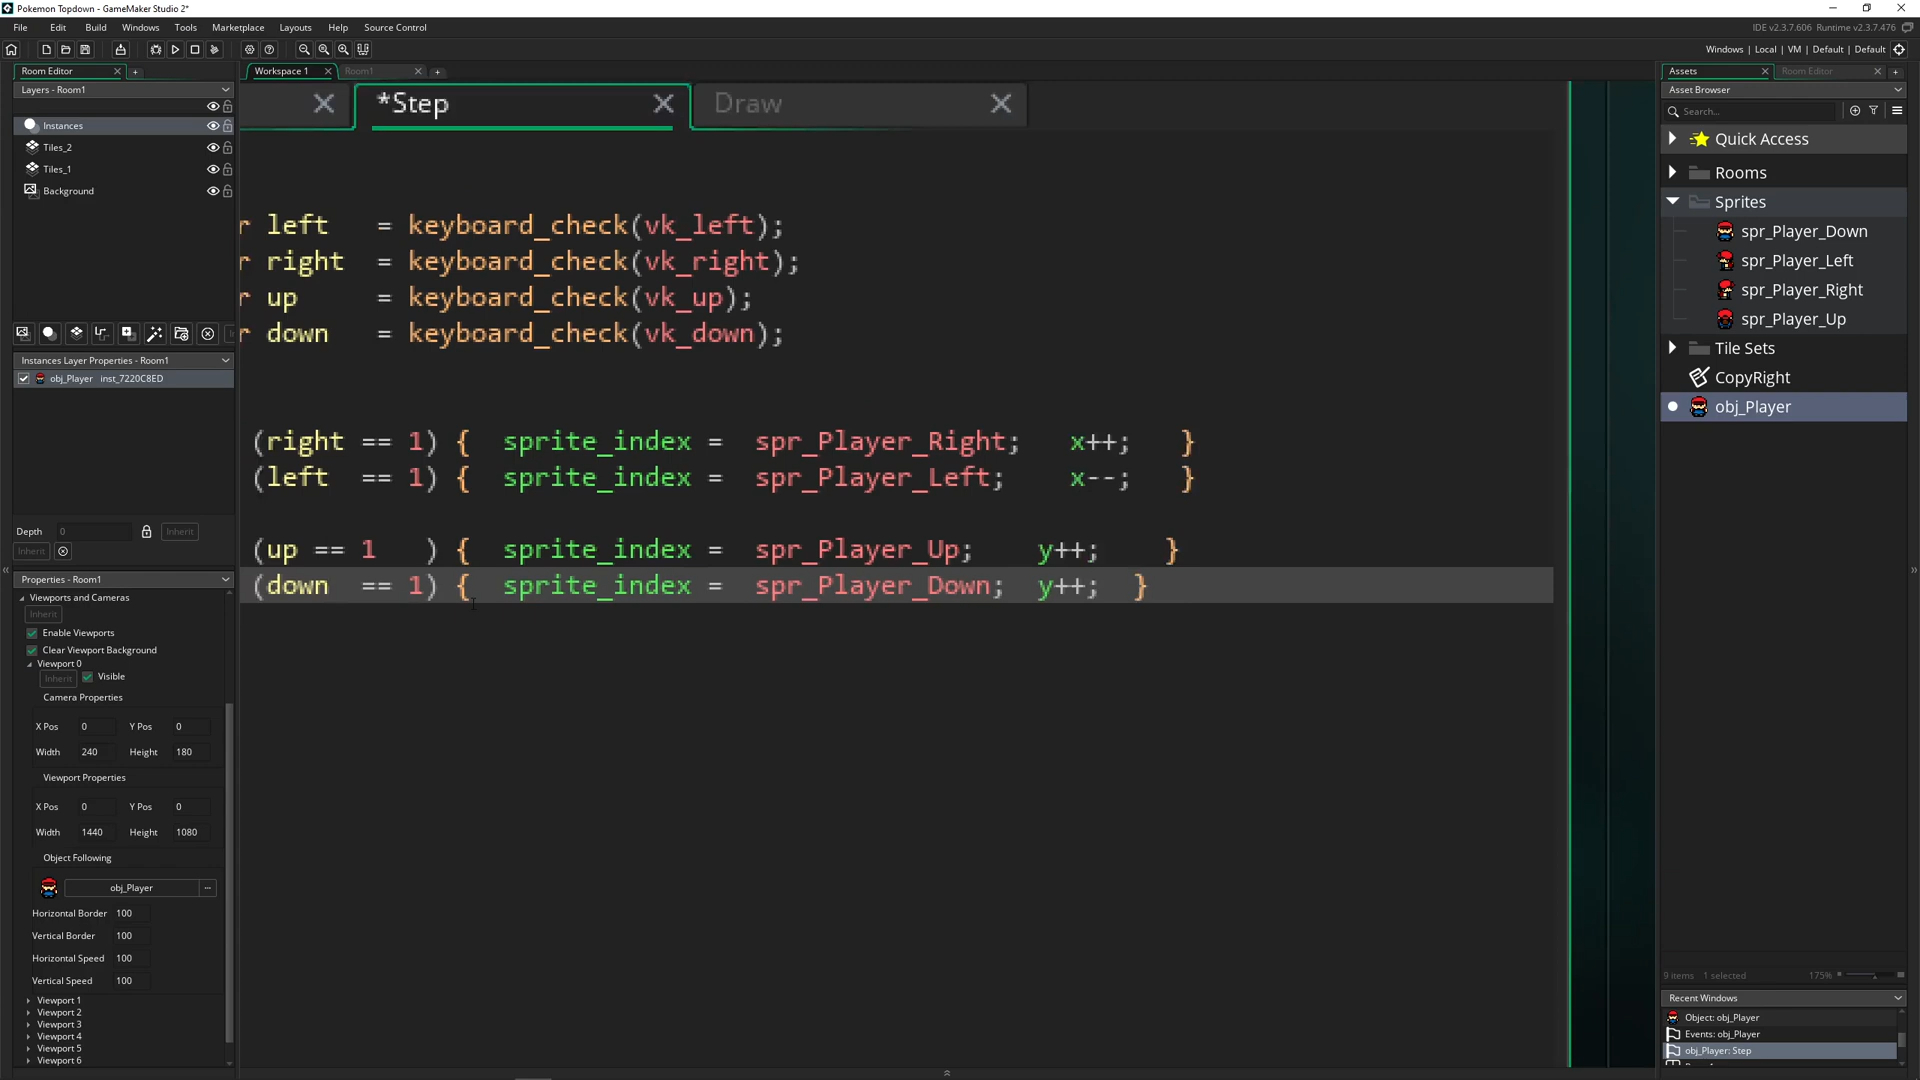 Pokemon Topdown - GameMaker Studio 2*
File Edit Build Windows Tools Marketplace Layouts Help Source Control
IDE v2.3.7.606 Runtime v2.3.7.476
Windows | Local | VM | Default | Default
Room Editor
Workspace 1
Room1
Assets
Room Editor
Layers - Room1
Asset Browser
*Step
Draw
Search...
Instances
Tiles_2
Tiles_1
Background
Quick Access
Rooms
Sprites
spr_Player_Down
spr_Player_Left
spr_Player_Right
spr_Player_Up
Tile Sets
CopyRight
obj_Player
r left = keyboard_check(vk_left);
r right = keyboard_check(vk_right);
r up = keyboard_check(vk_up);
r down = keyboard_check(vk_down);
(right == 1) { sprite_index = spr_Player_Right; x++; }
(left == 1) { sprite_index = spr_Player_Left; x--; }
(up == 1 ) { sprite_index = spr_Player_Up; y++; }
(down == 1) { sprite_index = spr_Player_Down; y++; }
Instances Layer Properties - Room1
obj_Player inst_7220C8ED
Depth 0 Inherit
Inherit
Properties - Room1
Viewports and Cameras
Inherit
Enable Viewports
Clear Viewport Background
Viewport 0
Inherit Visible
Camera Properties
X Pos 0 Y Pos 0
Width 240 Height 180
Viewport Properties
X Pos 0 Y Pos 0
Width 1440 Height 1080
Object Following
obj_Player ...
Horizontal Border 100
Vertical Border 100
Horizontal Speed 100
Vertical Speed 100
Viewport 1
Viewport 2
Viewport 3
Viewport 4
Viewport 5
Viewport 6
9 items 1 selected 175%
Recent Windows
Object: obj_Player
Events: obj_Player
obj_Player: Step